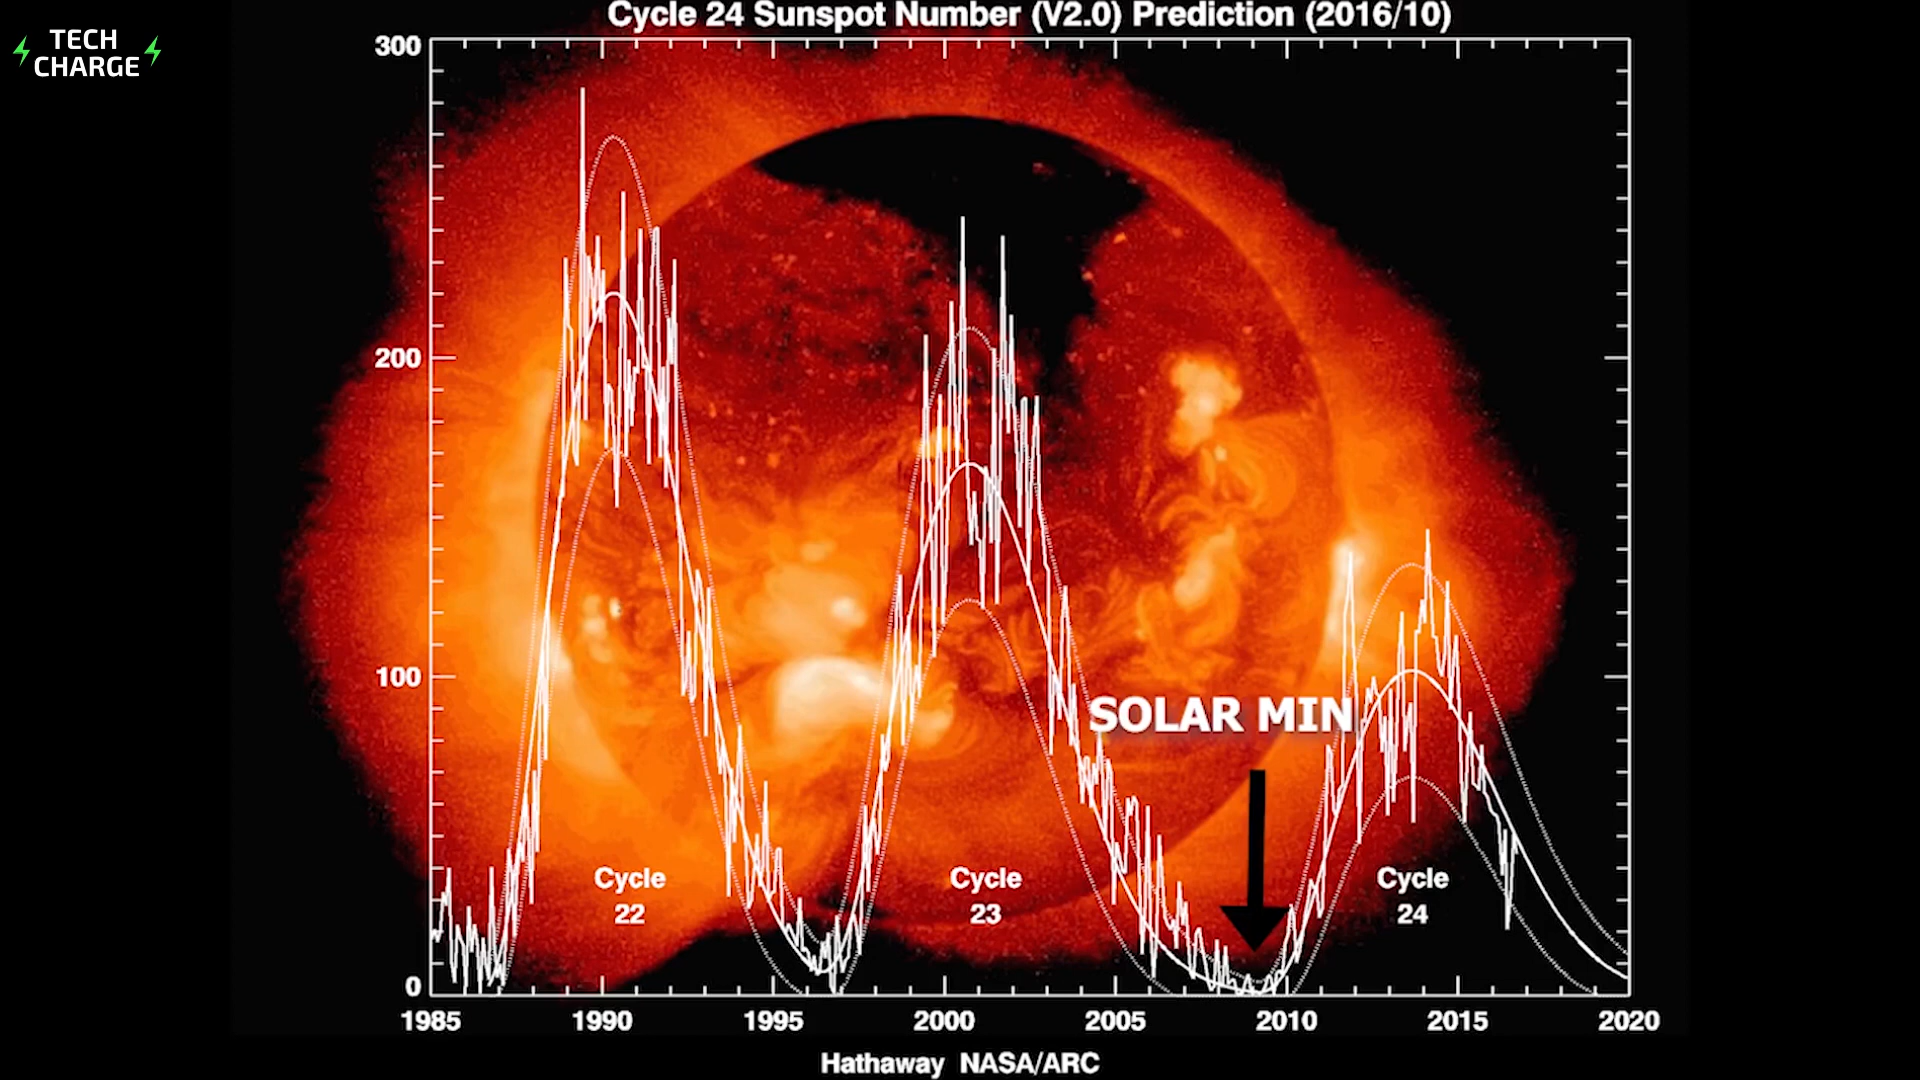 TECH
CHARGE
Cycle 24 Sunspot Number (V2.0) Prediction (2016/10)
300
200
100
0
SOLAR MIN
Cycle
22
Cycle
23
Cycle
24
1985 1990 1995 2000 2005 2010 2015 2020
Hathaway NASA/ARC